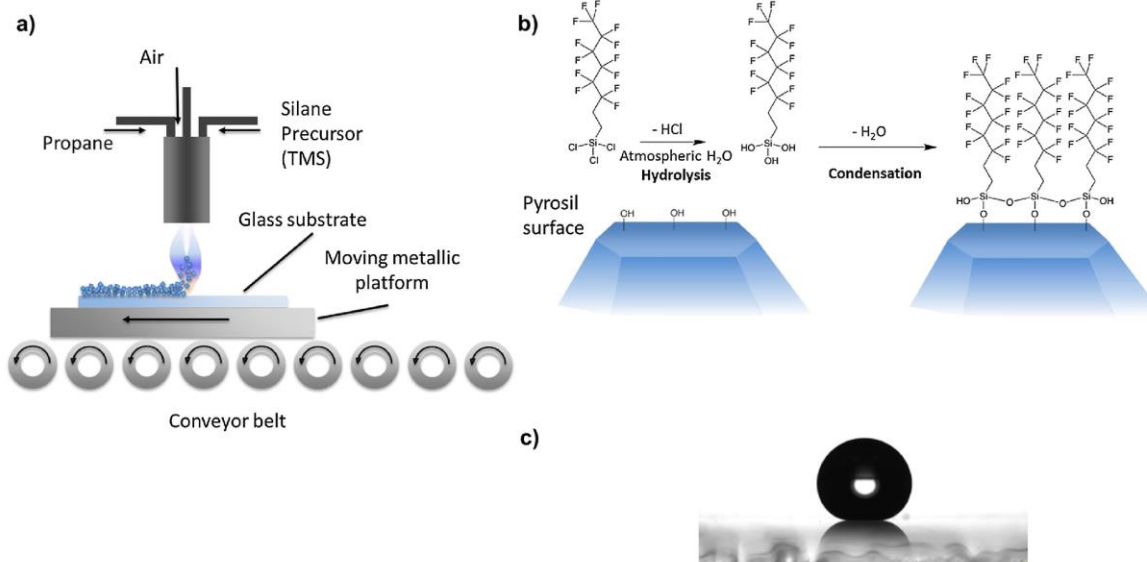 a)
Air
Propane
Silane
Precursor
(TMS)
Glass substrate
Moving metallic
platform
Conveyor belt
b)
F F
F
F F
F F
F F
F F
F F
Cl Si Cl
Cl
- HCl
Atmospheric H₂O
Hydrolysis
F F
F
F F
F F
F F
F F
F F
HO Si OH
OH
- H₂O
Condensation
F F F F F F
F F F
F F F F F F
F F F F F F
F F F F F F
F F F F F F
F F F F F F
HO Si O Si O Si OH
O O O
Pyrosil
surface
OH OH OH
c)